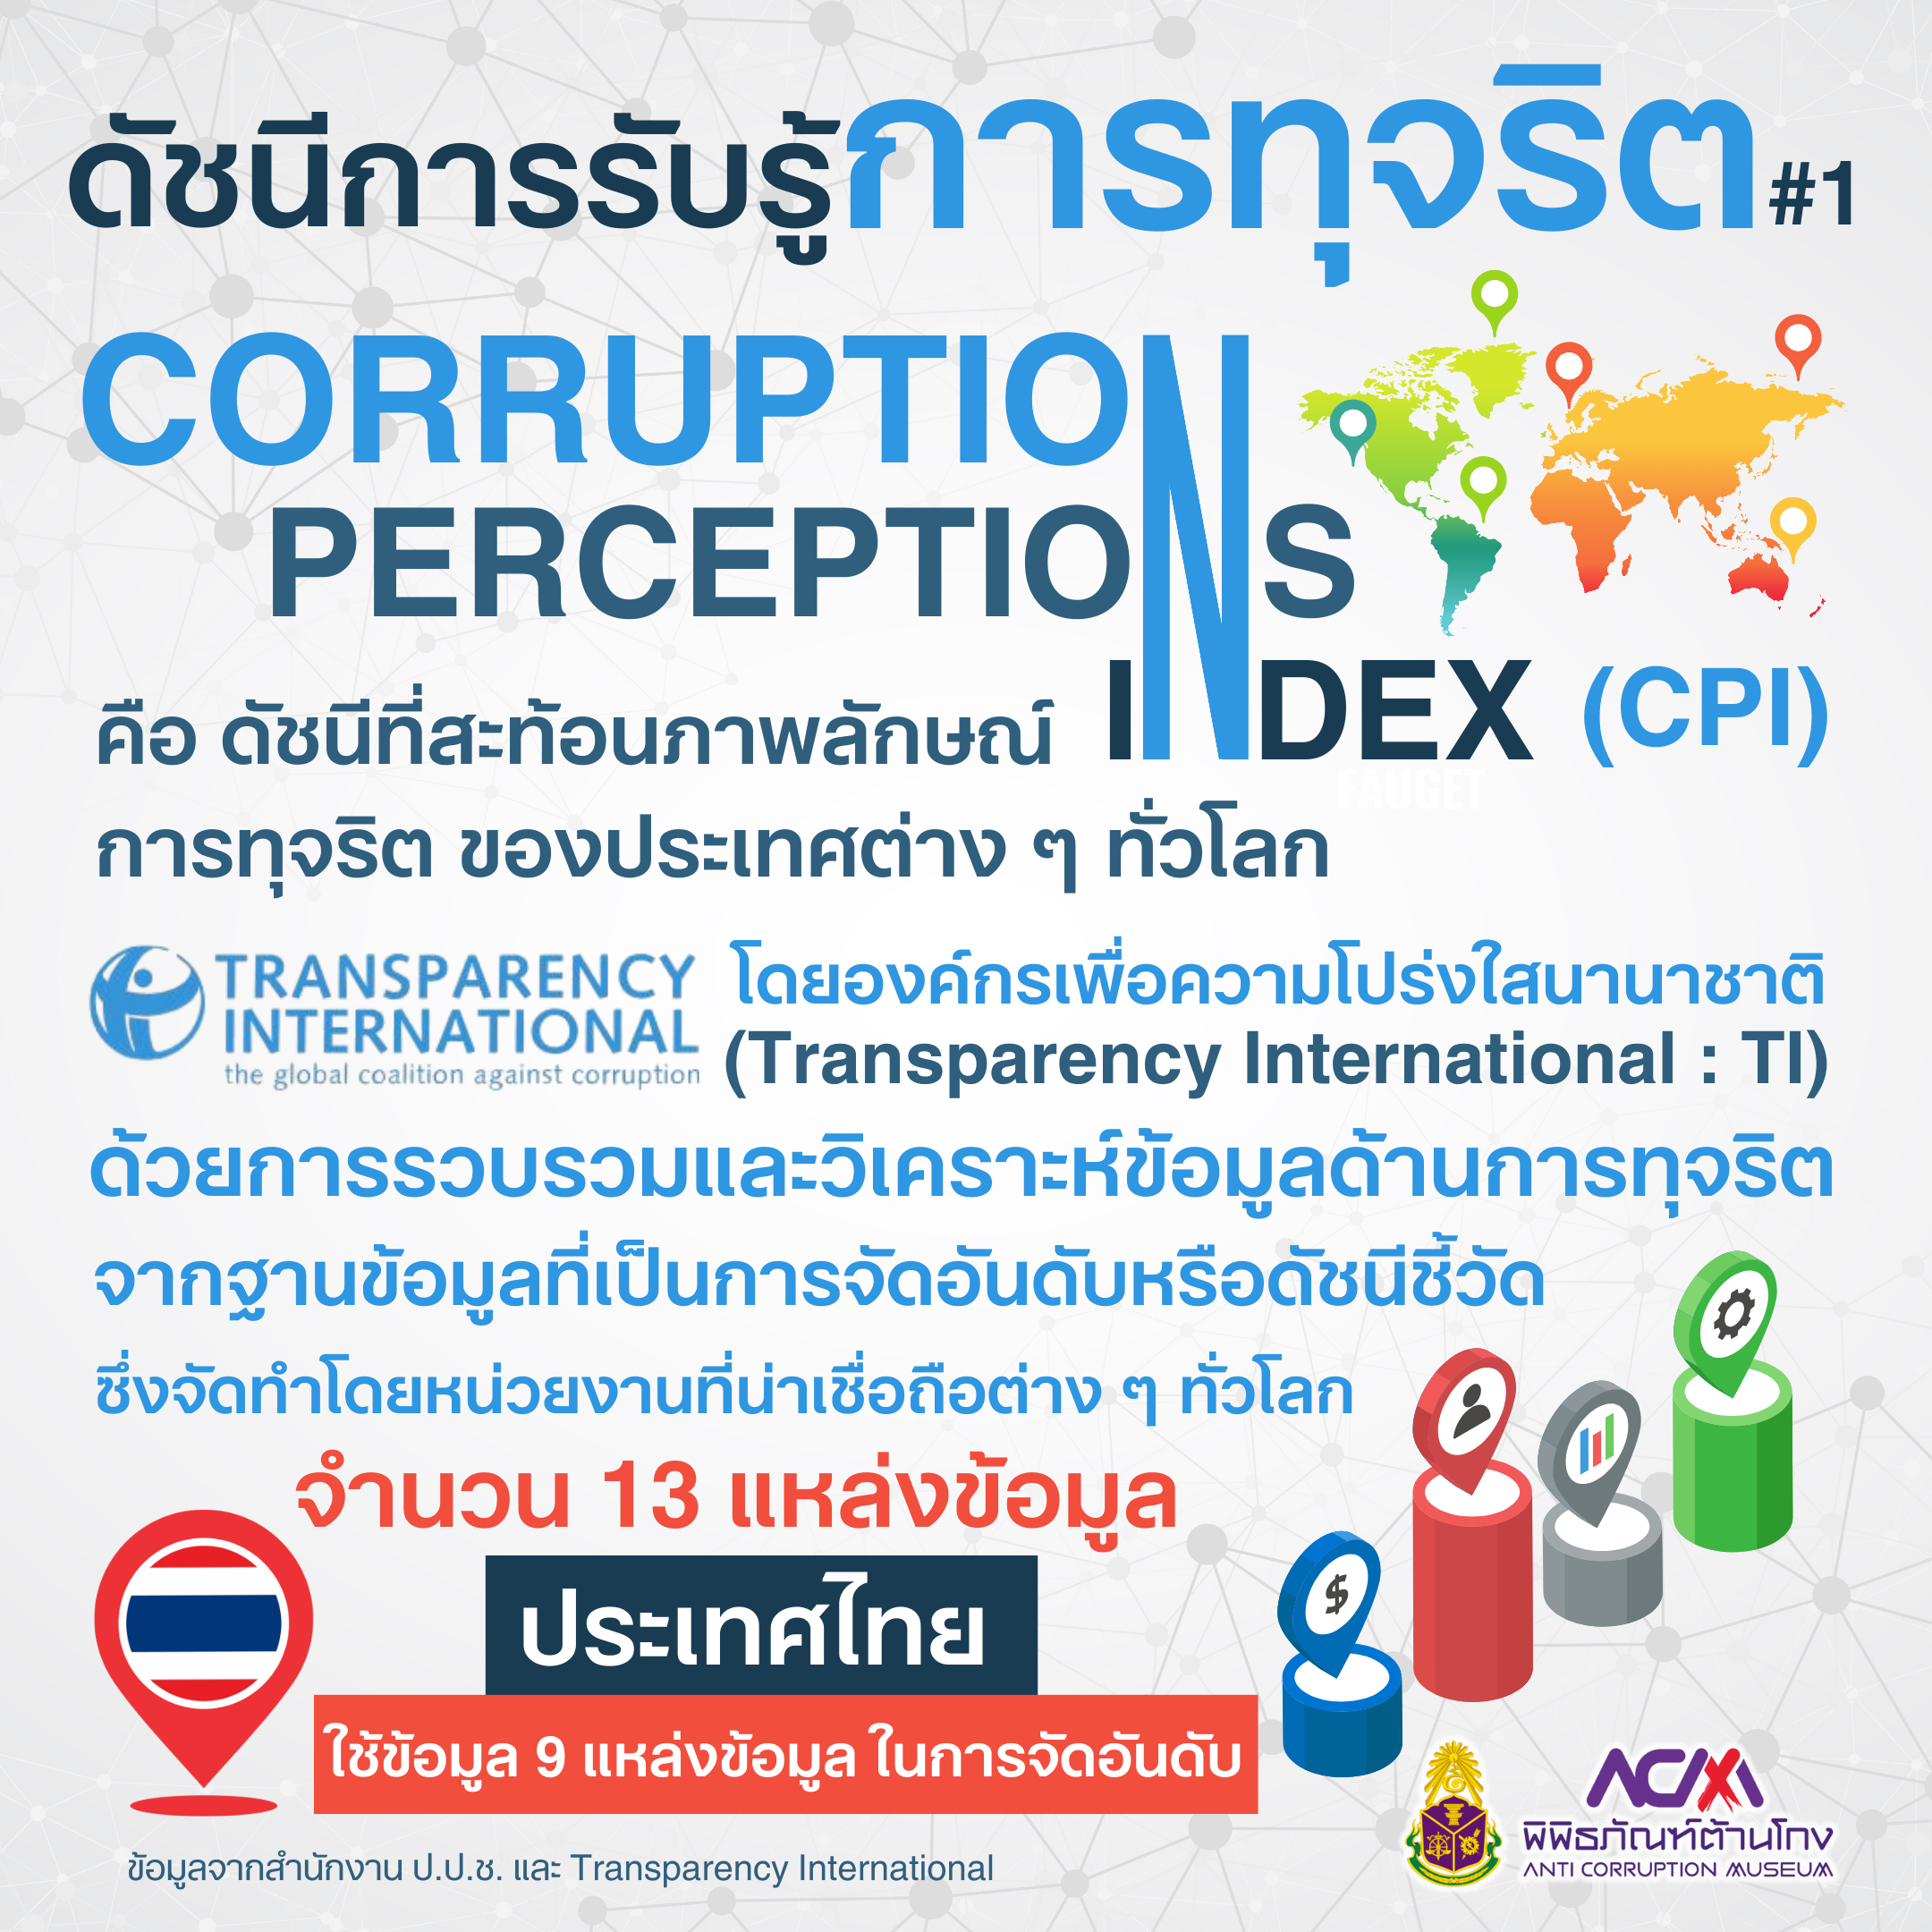 ดัชนีการรับรู้การทุจริต#1
CORRUPTION
PERCEPTIONS
INDEX (CPI)
คือ ดัชนีที่สะท้อนภาพลักษณ์
FAUGET
การทุจริต ของประเทศต่าง ๆ ทั่วโลก
TRANSPARENCY
INTERNATIONAL
the global coalition against corruption
โดยองค์กรเพื่อความโปร่งใสนานาชาติ
(Transparency International : TI)
ด้วยการรวบรวมและวิเคราะห์ข้อมูลด้านการทุจริต
จากฐานข้อมูลที่เป็นการจัดอันดับหรือดัชนีชี้วัด
ซึ่งจัดทำโดยหน่วยงานที่น่าเชื่อถือต่าง ๆ ทั่วโลก
จำนวน 13 แหล่งข้อมูล
ประเทศไทย
ใช้ข้อมูล 9 แหล่งข้อมูล ในการจัดอันดับ
$
ข้อมูลจากสำนักงาน ป.ป.ช. และ Transparency International
ACM
พิพิธภัณฑ์ต้านโกง
ANTI CORRUPTION MUSEUM